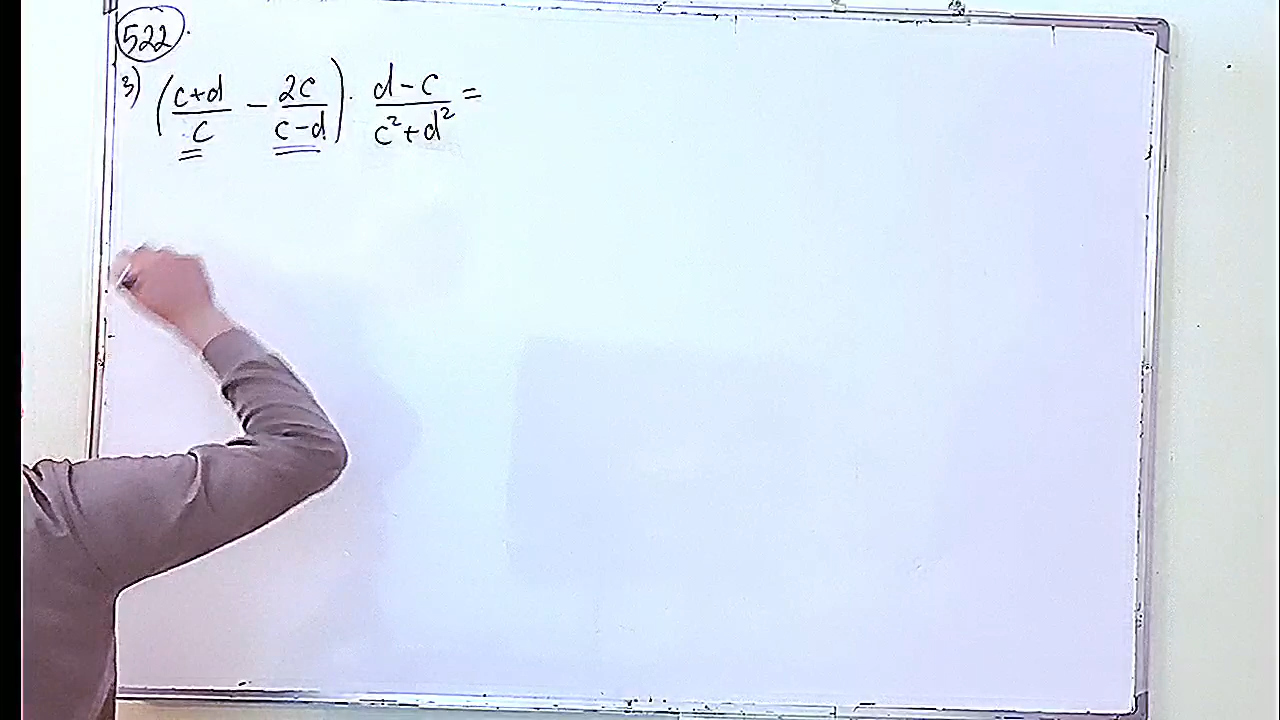 522.
3) (c+d/c - 2c/c-d) · d-c/c²+d² =